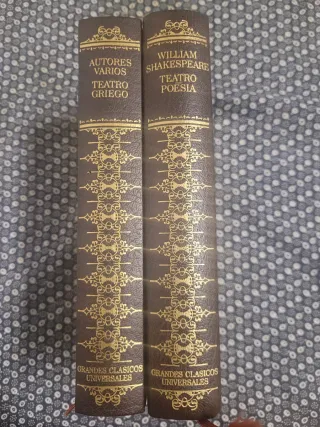 AUTORES
VARIOS
TEATRO
GRIEGO
GRANDES CLASICOS
UNIVERSALES
WILLIAM
SHAKESPEARE
TEATRO
POESIA
GRANDES CLASICOS
UNIVERSALES